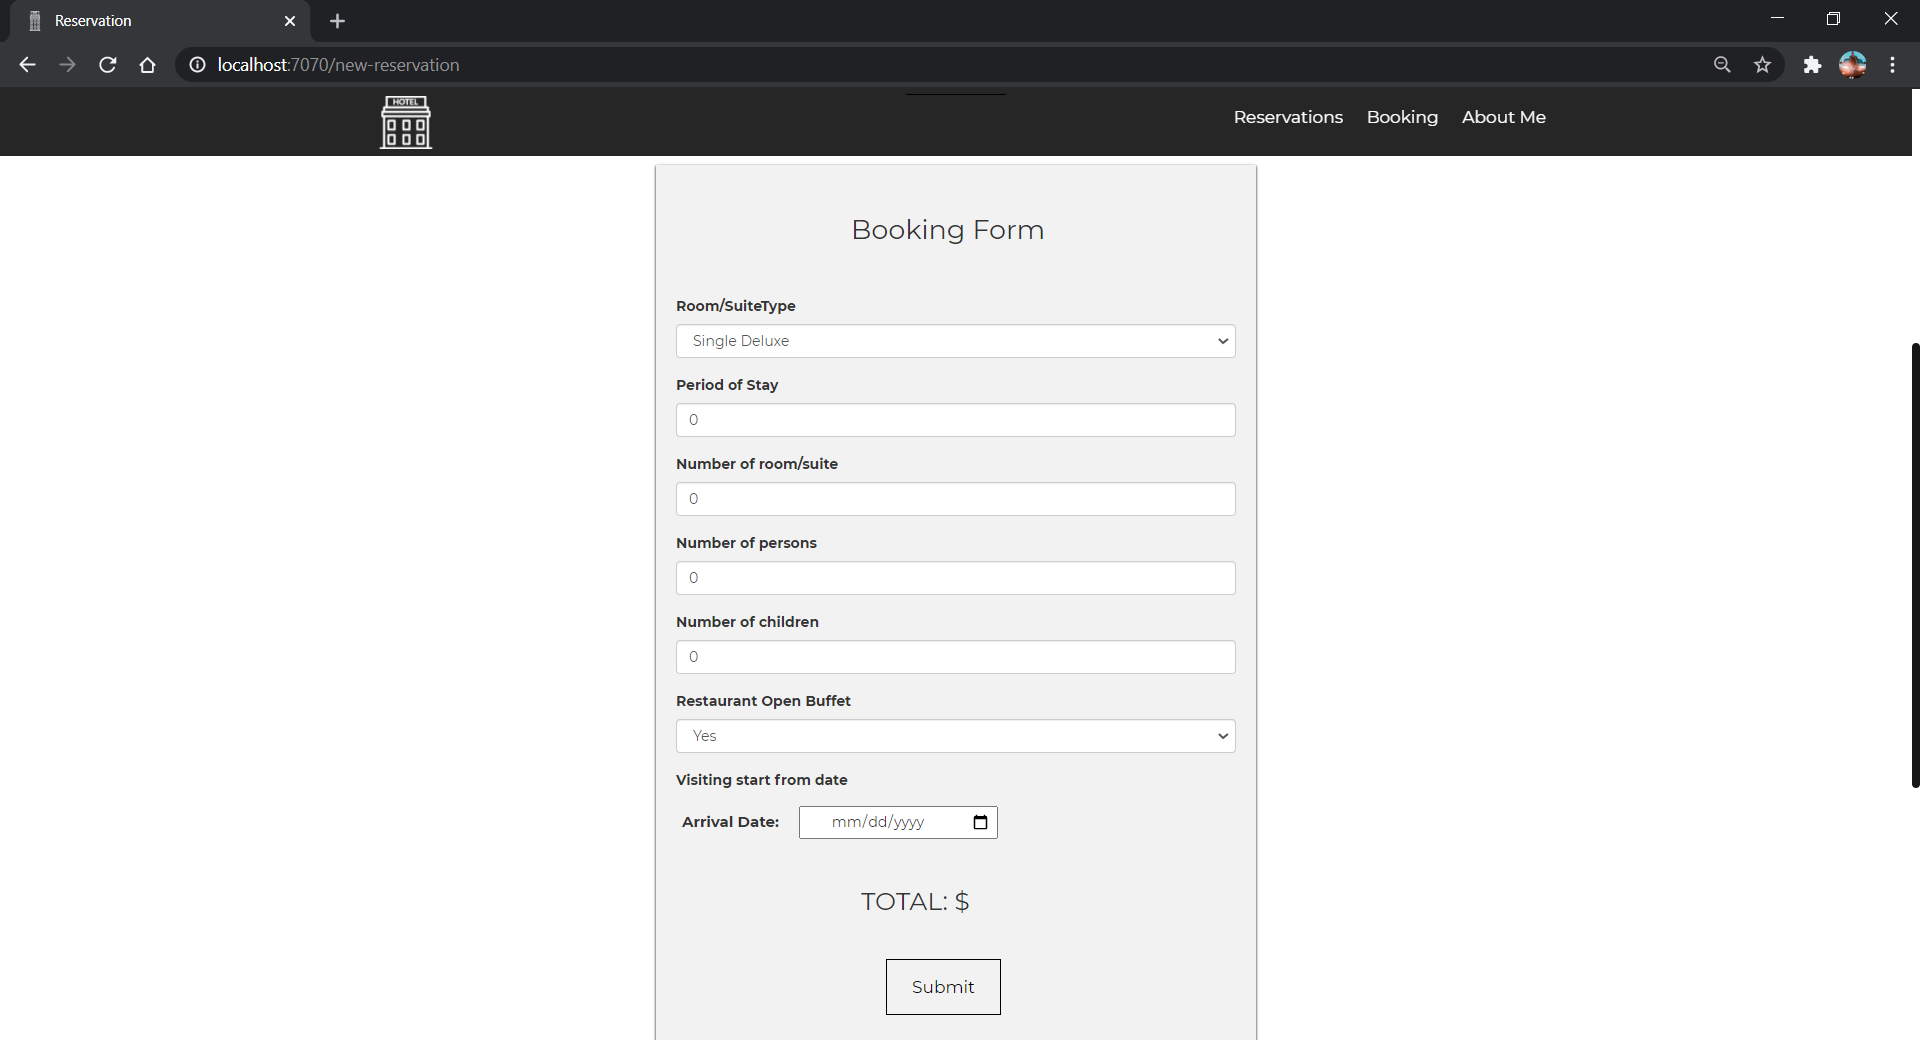 Reservation
localhost:7070/new-reservation
HOTEL
Reservations Booking About Me
Booking Form
Room/SuiteType
Single Deluxe
Period of Stay
0
Number of room/suite
0
Number of persons
0
Number of children
0
Restaurant Open Buffet
Yes
Visiting start from date
Arrival Date: mm/dd/yyyy
TOTAL: $
Submit